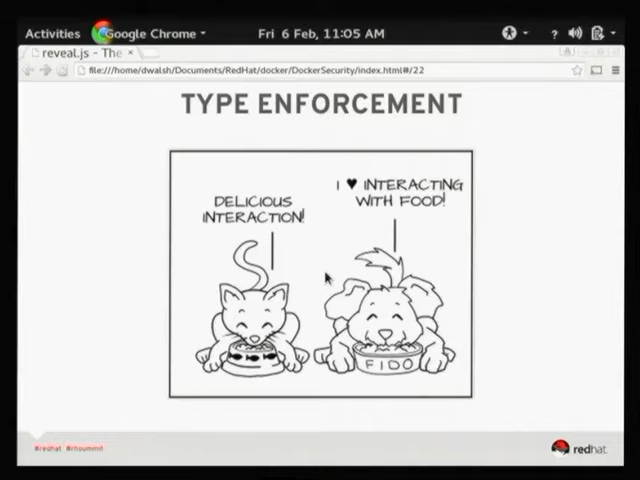 Activities Google Chrome Fri 6 Feb, 11:05 AM ?
reveal.js - The ×
file:///home/dwalsh/Documents/RedHat/docker/DockerSecurity/index.html#/22
TYPE ENFORCEMENT
I ♥ INTERACTING
WITH FOOD!
DELICIOUS
INTERACTION!
FIDO
#redhat #rhsummit
redhat.